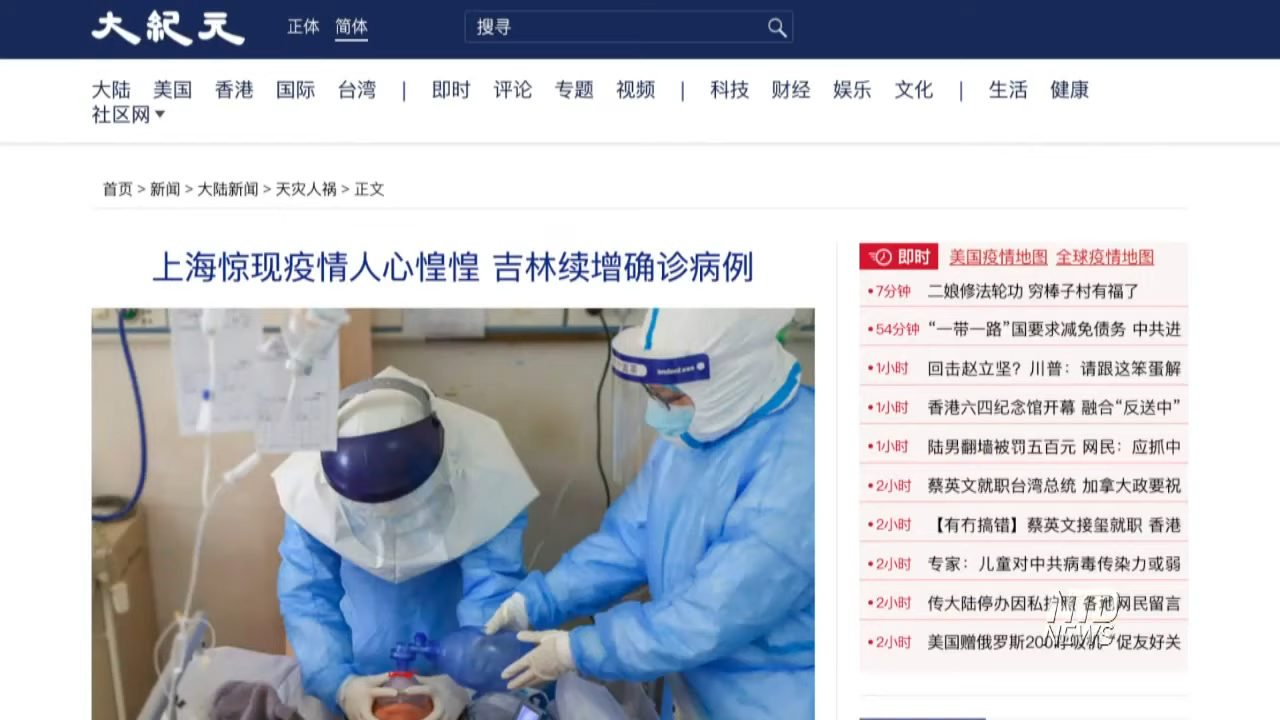 大紀元
正体 简体
搜寻
大陆 美国 香港 国际 台湾 | 即时 评论 专题 视频 | 科技 财经 娱乐 文化 | 生活 健康
社区网
首页 > 新闻 > 大陆新闻 > 天灾人祸 > 正文
上海惊现疫情人心惶惶 吉林续增确诊病例
即时 美国疫情地图 全球疫情地图
•7分钟 二娘修法轮功 穷棒子村有福了
•54分钟 “一带一路”国要求减免债务 中共进
•1小时 回击赵立坚？川普：请跟这笨蛋解
•1小时 香港六四纪念馆开幕 融合“反送中”
•1小时 陆男翻墙被罚五百元 网民：应抓中
•2小时 蔡英文就职台湾总统 加拿大政要祝
•2小时 【有冇搞错】蔡英文接玺就职 香港
•2小时 专家：儿童对中共病毒传染力或弱
•2小时 传大陆停办因私护照 各地网民留言
•2小时 美国赠俄罗斯200呼吸机 促友好关
NTD
NEWS